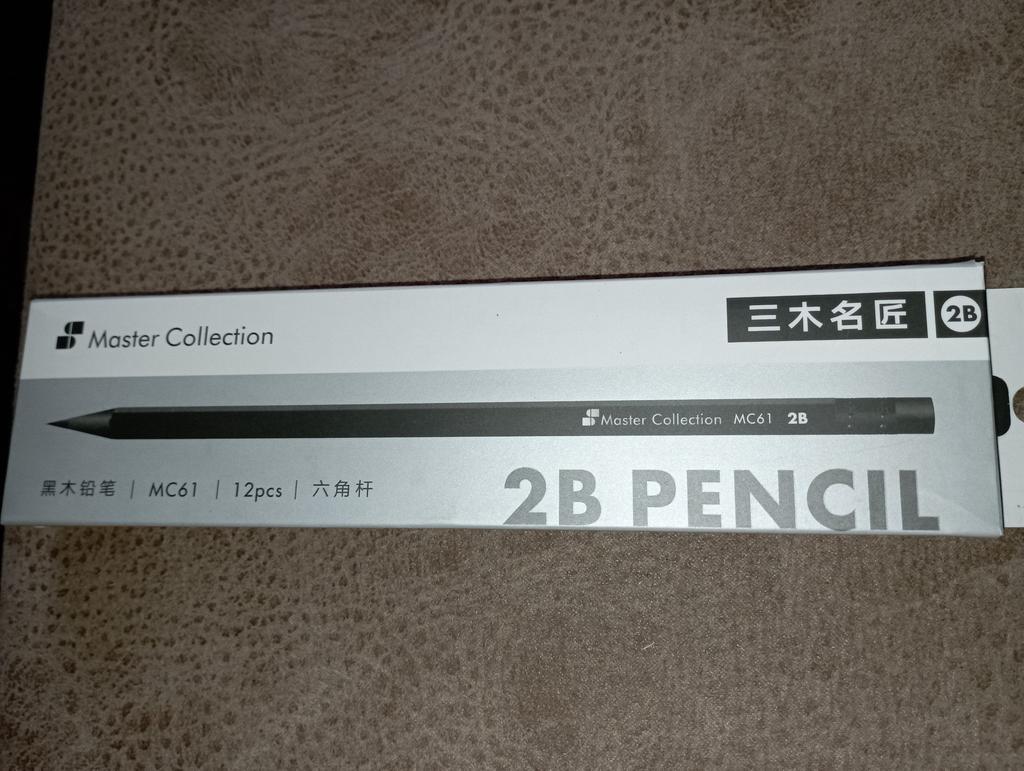 Master Collection
三木名匠 2B
Master Collection MC61 2B
黑木铅笔 | MC61 | 12pcs | 六角杆
2B PENCIL